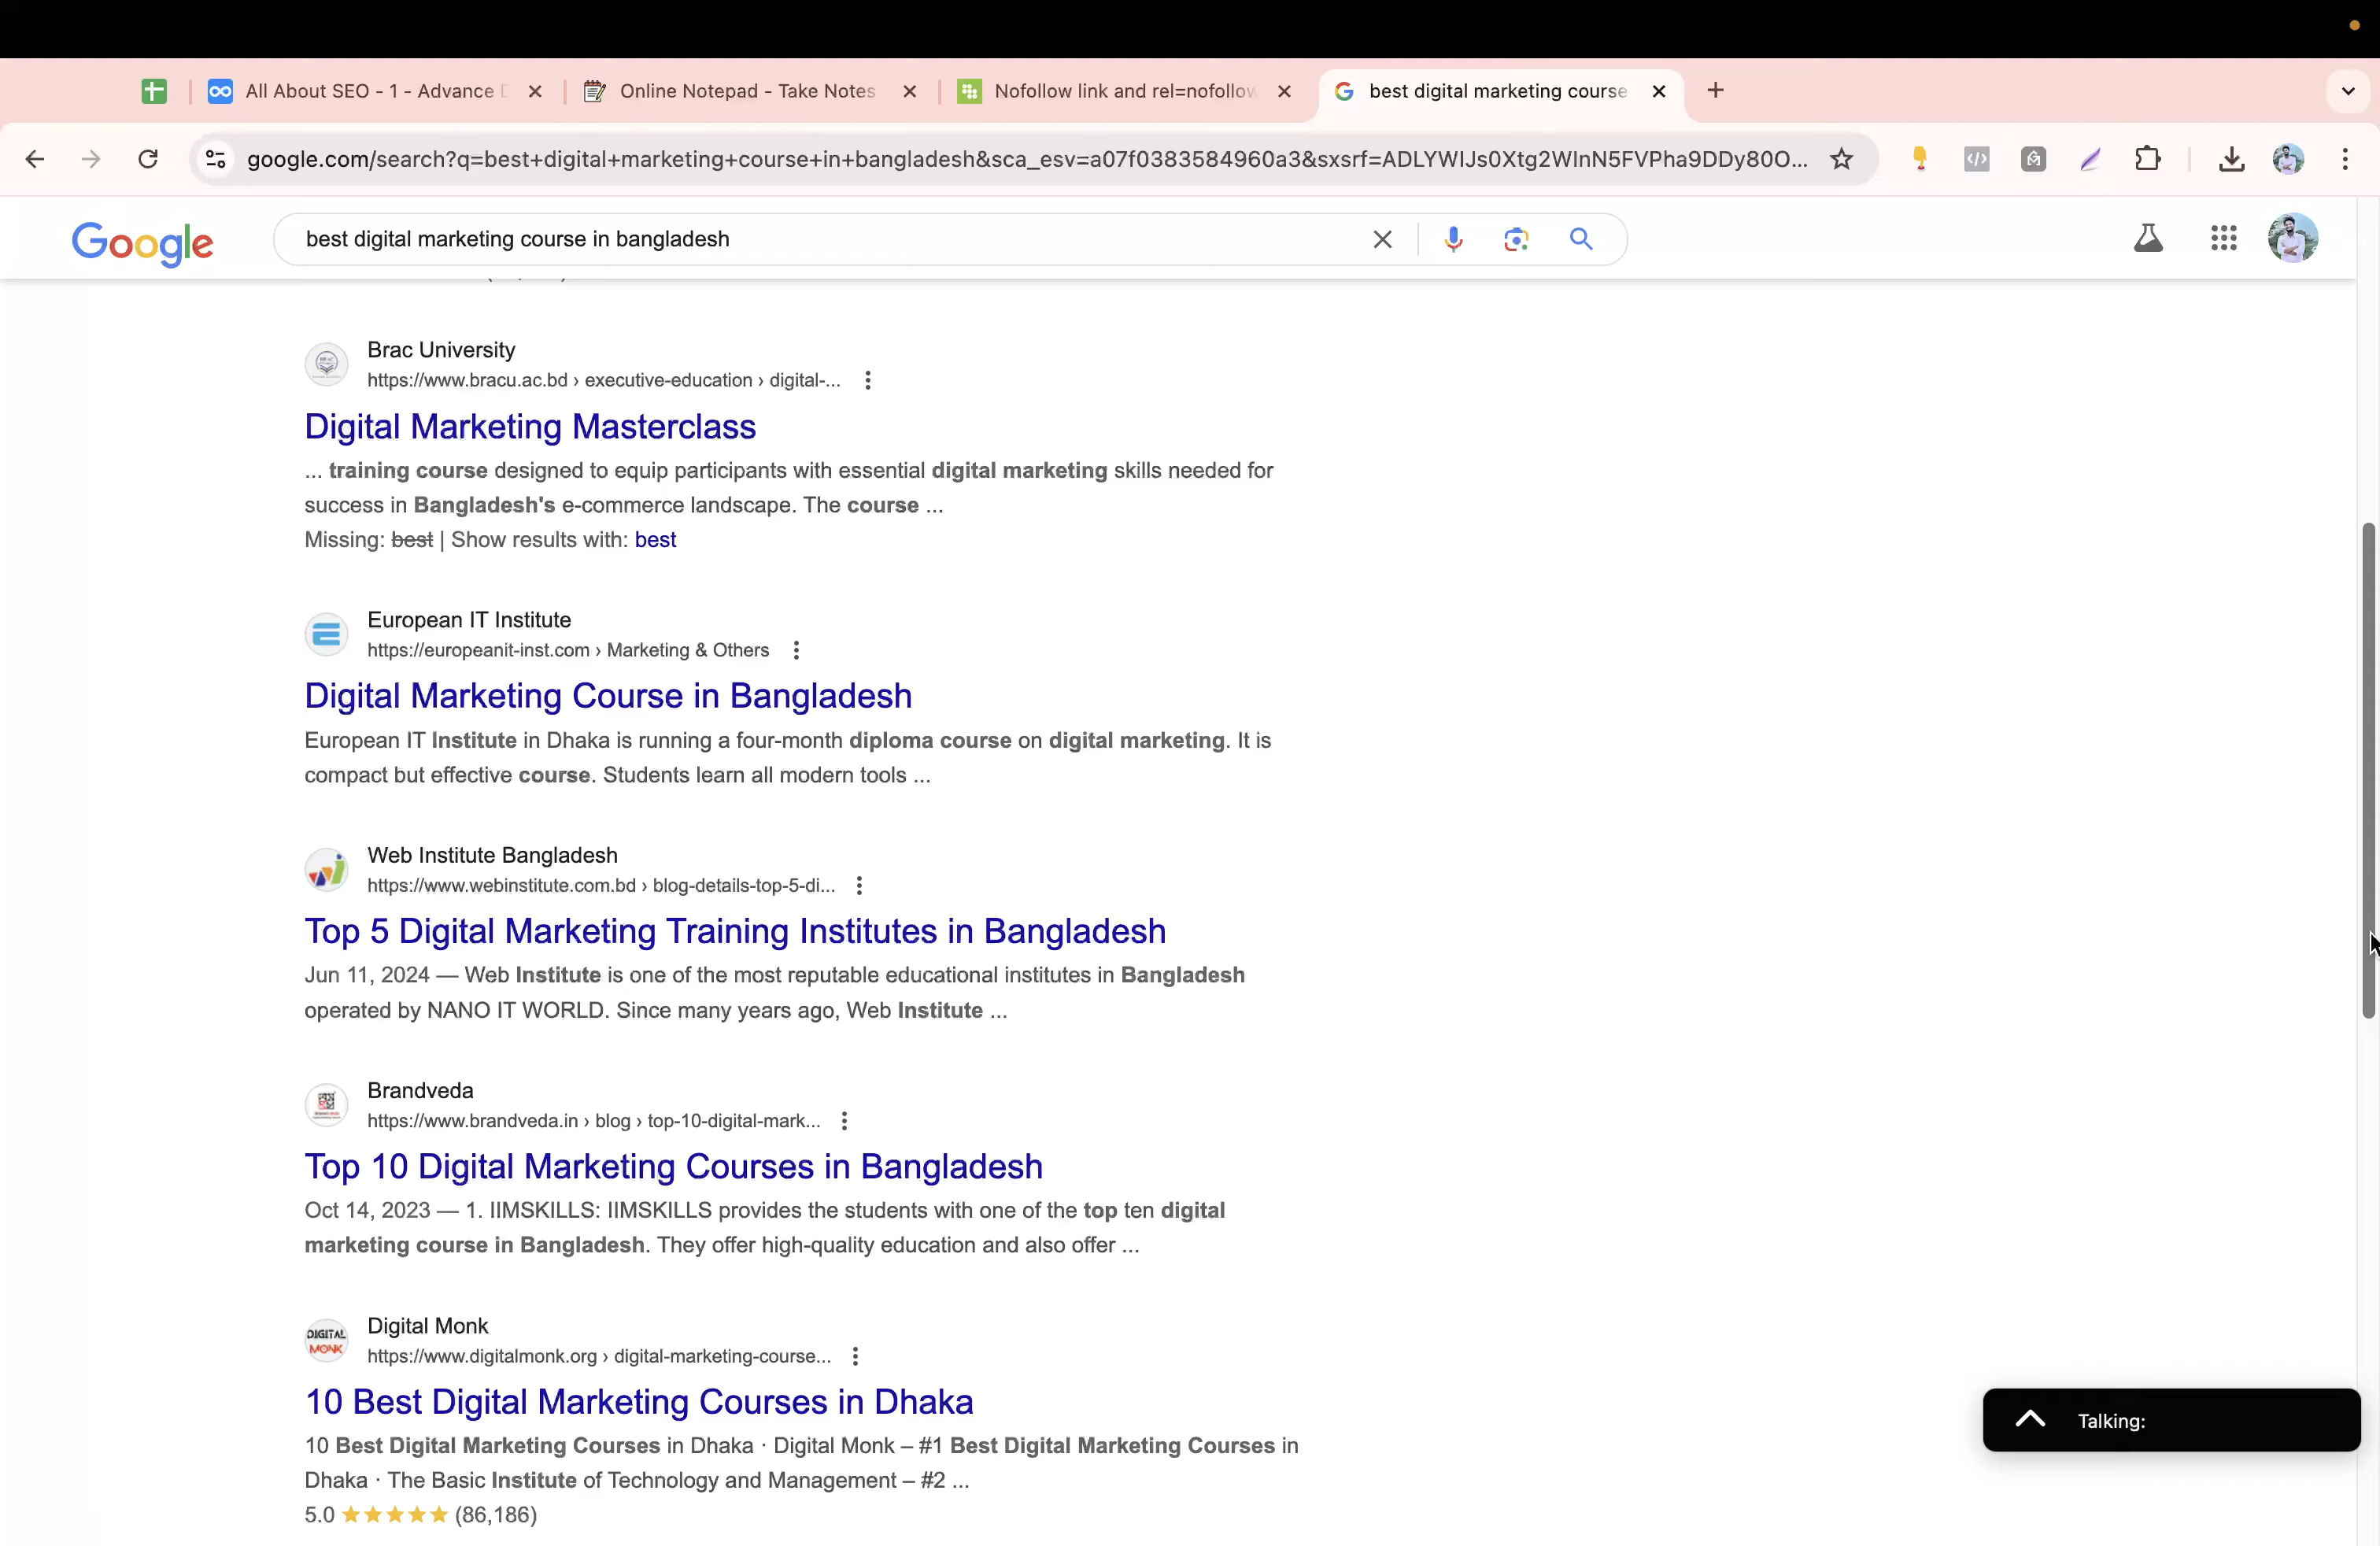 All About SEO - 1 - Advance
Online Notepad - Take Notes
Nofollow link and rel=nofollow
best digital marketing course
google.com/search?q=best+digital+marketing+course+in+bangladesh&sca_esv=a07f0383584960a3&sxsrf=ADLYWIJs0Xtg2WInN5FVPha9DDy80O...
Google
best digital marketing course in bangladesh
Brac University
https://www.bracu.ac.bd › executive-education › digital-...
Digital Marketing Masterclass
... training course designed to equip participants with essential digital marketing skills needed for
success in Bangladesh's e-commerce landscape. The course ...
Missing: best | Show results with: best
European IT Institute
https://europeanit-inst.com › Marketing & Others
Digital Marketing Course in Bangladesh
European IT Institute in Dhaka is running a four-month diploma course on digital marketing. It is
compact but effective course. Students learn all modern tools ...
Web Institute Bangladesh
https://www.webinstitute.com.bd › blog-details-top-5-di...
Top 5 Digital Marketing Training Institutes in Bangladesh
Jun 11, 2024 — Web Institute is one of the most reputable educational institutes in Bangladesh
operated by NANO IT WORLD. Since many years ago, Web Institute ...
Brandveda
https://www.brandveda.in › blog › top-10-digital-mark...
Top 10 Digital Marketing Courses in Bangladesh
Oct 14, 2023 — 1. IIMSKILLS: IIMSKILLS provides the students with one of the top ten digital
marketing course in Bangladesh. They offer high-quality education and also offer ...
DIGITAL
MONK
Digital Monk
https://www.digitalmonk.org › digital-marketing-course...
10 Best Digital Marketing Courses in Dhaka
10 Best Digital Marketing Courses in Dhaka · Digital Monk – #1 Best Digital Marketing Courses in
Dhaka · The Basic Institute of Technology and Management – #2 ...
5.0 ★★★★★ (86,186)
Talking: